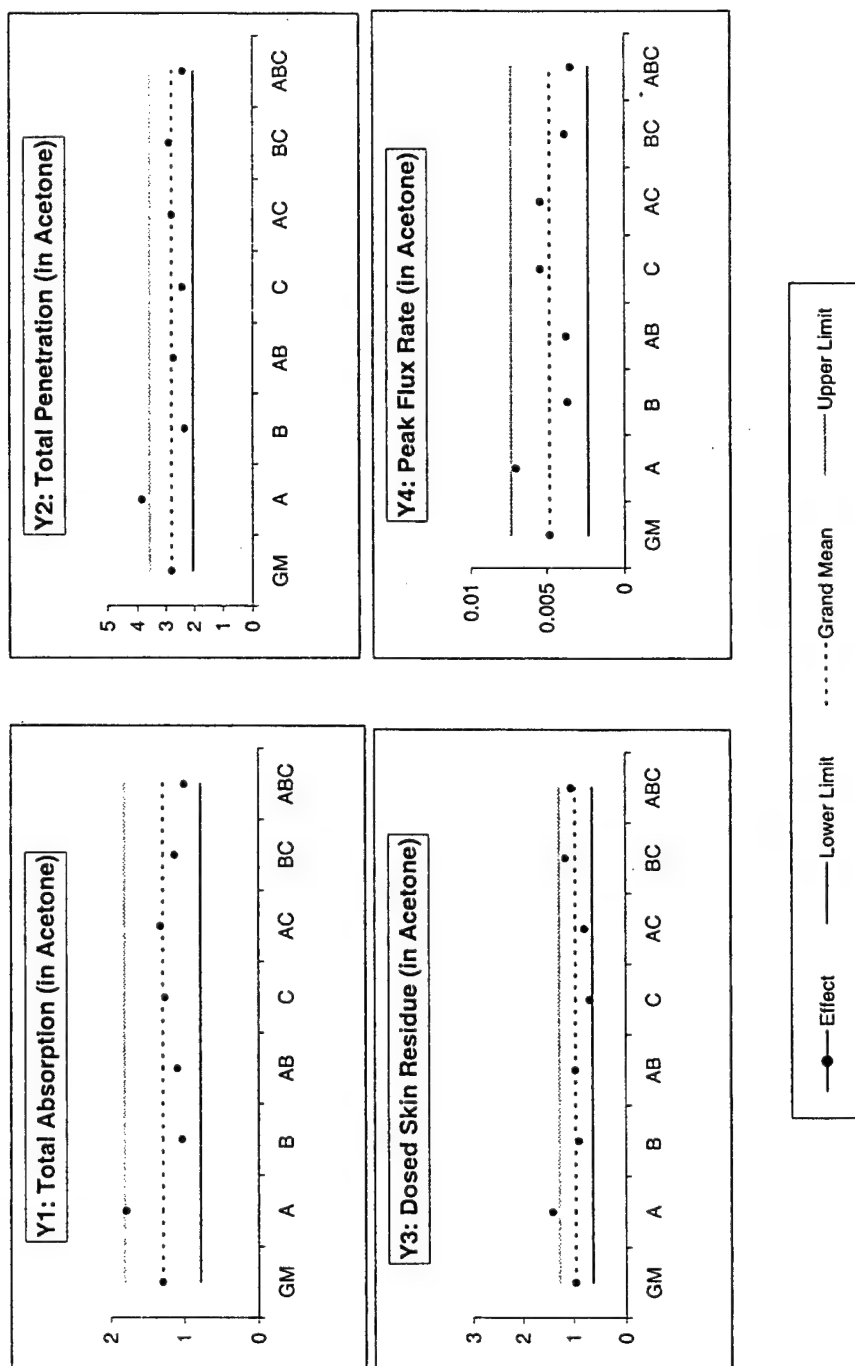 Y1: Total Absorption (in Acetone)
2
1
0
GM A B AB C AC BC ABC
Y2: Total Penetration (in Acetone)
5
4
3
2
1
0
GM A B AB C AC BC ABC
Y3: Dosed Skin Residue (in Acetone)
3
2
1
0
GM A B AB C AC BC ABC
Y4: Peak Flux Rate (in Acetone)
0.01
0.005
0
GM A B AB C AC BC ABC
Effect Lower Limit Grand Mean Upper Limit